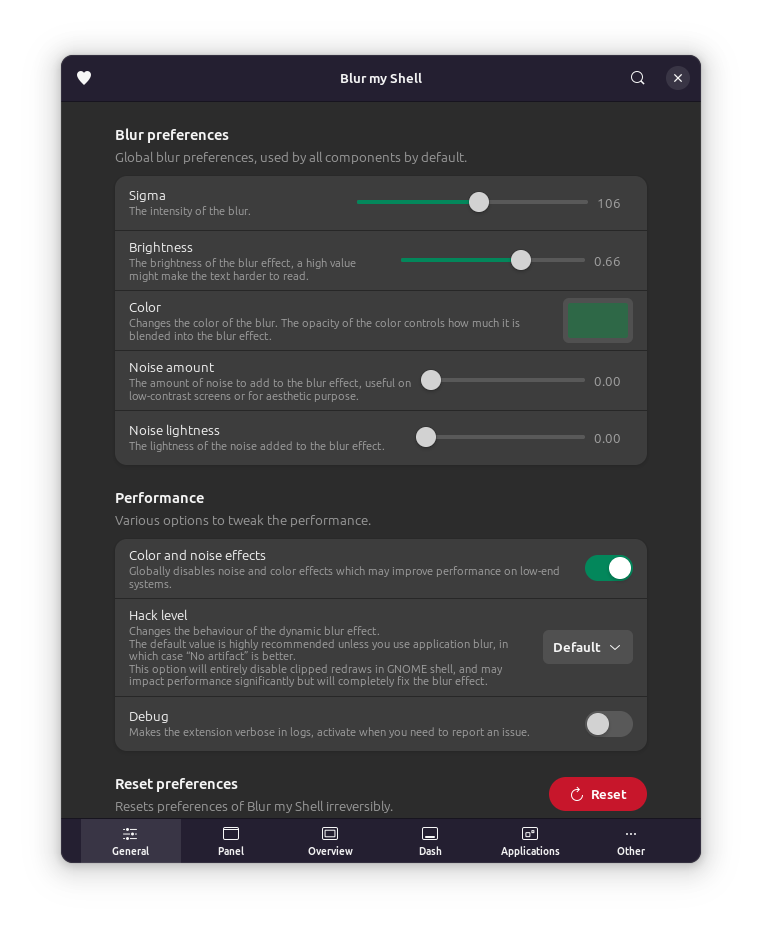 Blur my Shell
Blur preferences
Global blur preferences, used by all components by default.
Sigma
The intensity of the blur.
106
Brightness
The brightness of the blur effect, a high value
might make the text harder to read.
0.66
Color
Changes the color of the blur. The opacity of the color controls how much it is
blended into the blur effect.
Noise amount
The amount of noise to add to the blur effect, useful on
low-contrast screens or for aesthetic purpose.
0.00
Noise lightness
The lightness of the noise added to the blur effect.
0.00
Performance
Various options to tweak the performance.
Color and noise effects
Globally disables noise and color effects which may improve performance on low-end
systems.
Hack level
Changes the behaviour of the dynamic blur effect.
The default value is highly recommended unless you use application blur, in
which case “No artifact” is better.
This option will entirely disable clipped redraws in GNOME shell, and may
impact performance significantly but will completely fix the blur effect.
Default
Debug
Makes the extension verbose in logs, activate when you need to report an issue.
Reset preferences
Resets preferences of Blur my Shell irreversibly.
Reset
General
Panel
Overview
Dash
Applications
Other